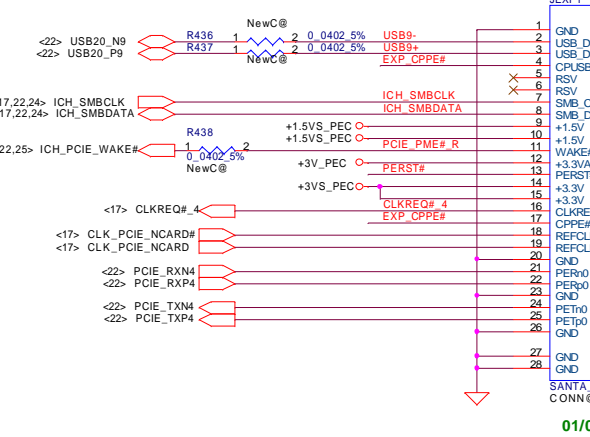 JEXP1
NewC@
<22> USB20_N9 R436 1 2 0_0402_5% USB9- 1 GND
<22> USB20_P9 R437 1 2 0_0402_5% USB9+ 2 USB_D
NewC@ EXP_CPPE# 3 USB_D
4 CPUSB
5 RSV
6 RSV
17,22,24> ICH_SMBCLK ICH_SMBCLK 7 SMB_C
17,22,24> ICH_SMBDATA ICH_SMBDATA 8 SMB_D
+1.5VS_PEC 9 +1.5V
+1.5VS_PEC 10 +1.5V
R438
22,25> ICH_PCIE_WAKE# 1 2 PCIE_PME#_R 11 WAKE#
0_0402_5%
NewC@
+3V_PEC 12 +3.3VA
PERST# 13 PERST
+3VS_PEC 14 +3.3V
15 +3.3V
<17> CLKREQ#_4 CLKREQ#_4 16 CLKRE
EXP_CPPE# 17 CPPE#
<17> CLK_PCIE_NCARD# 18 REFCL
<17> CLK_PCIE_NCARD 19 REFCL
20 GND
<22> PCIE_RXN4 21 PERn0
<22> PCIE_RXP4 22 PERp0
23 GND
<22> PCIE_TXN4 24 PETn0
<22> PCIE_TXP4 25 PETp0
26 GND
27 GND
28 GND
SANTA_
CONN@
01/0